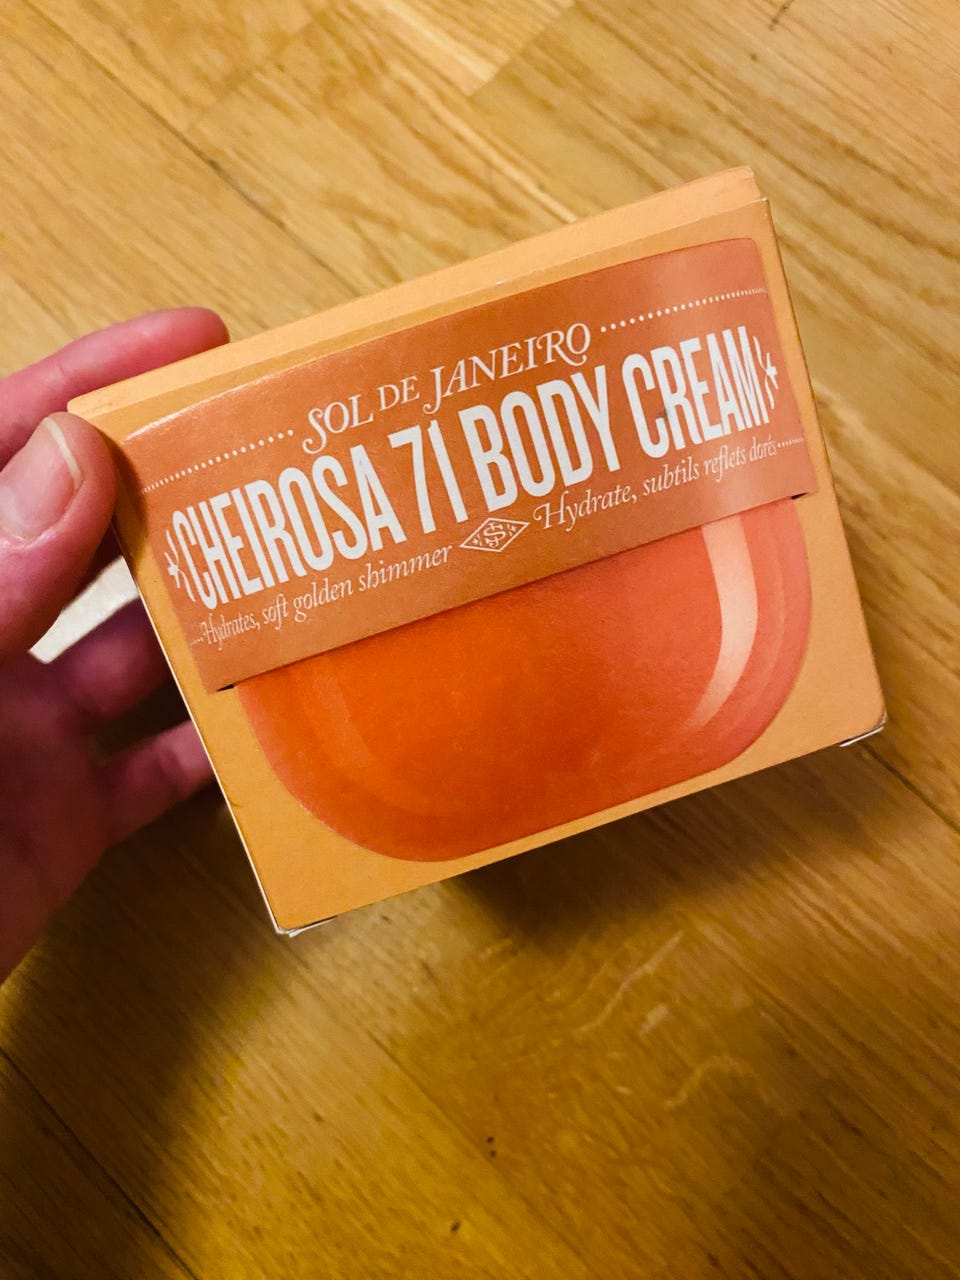 SOL DE JANEIRO
CHEIROSA 71 BODY CREAM
Hydrates, soft golden shimmer
Hydrate, subtils reflets dorés